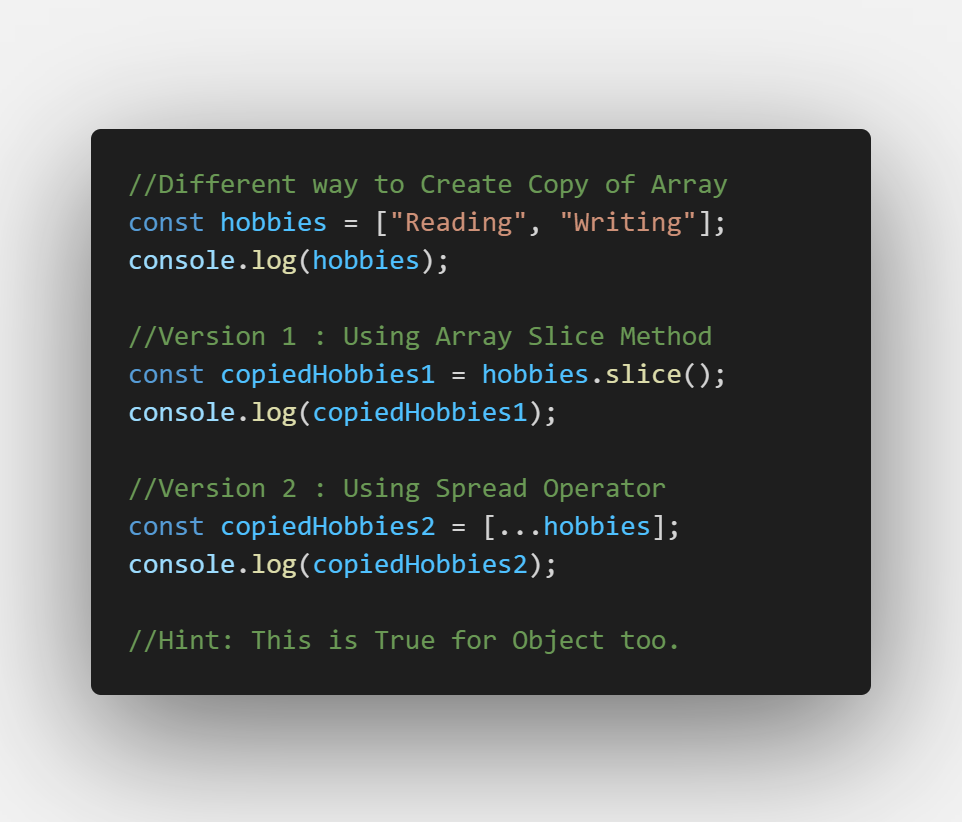 //Different way to Create Copy of Array
const hobbies = ["Reading", "Writing"];
console.log(hobbies);

//Version 1 : Using Array Slice Method
const copiedHobbies1 = hobbies.slice();
console.log(copiedHobbies1);

//Version 2 : Using Spread Operator
const copiedHobbies2 = [...hobbies];
console.log(copiedHobbies2);

//Hint: This is True for Object too.